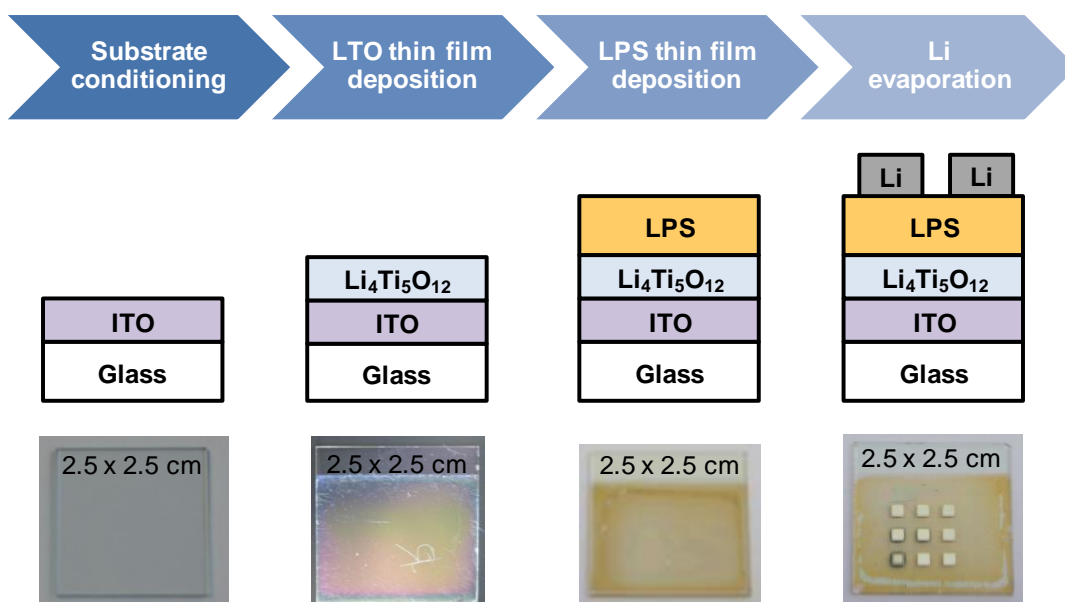 Substrate
conditioning
LTO thin film
deposition
LPS thin film
deposition
Li
evaporation
ITO
Glass
Li₄Ti₅O₁₂
ITO
Glass
LPS
Li₄Ti₅O₁₂
ITO
Glass
Li Li
LPS
Li₄Ti₅O₁₂
ITO
Glass
2.5 x 2.5 cm
2.5 x 2.5 cm
2.5 x 2.5 cm
2.5 x 2.5 cm